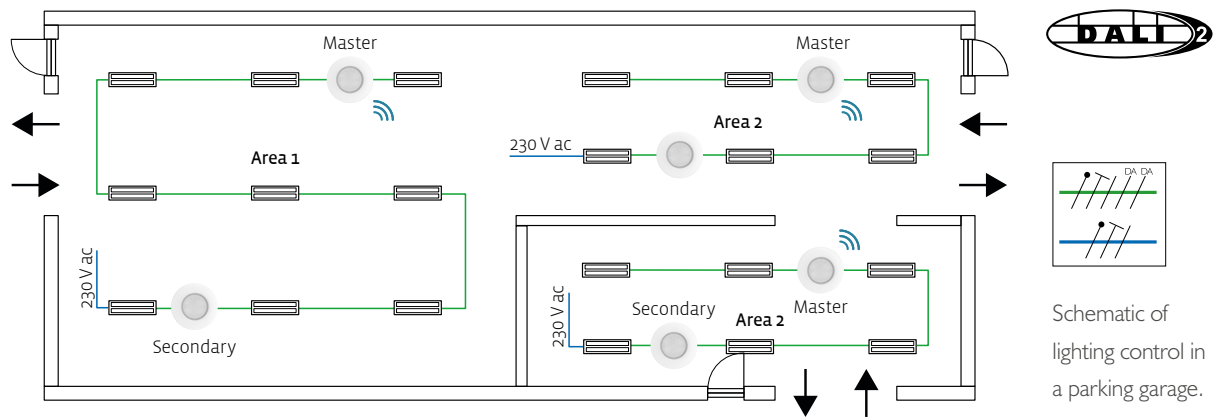 Master
Master
DALI 2
Area 2
230 V ac
Area 1
DA DA
230 V ac
Secondary
Secondary
Area 2
Master
230 V ac
Schematic of
lighting control in
a parking garage.